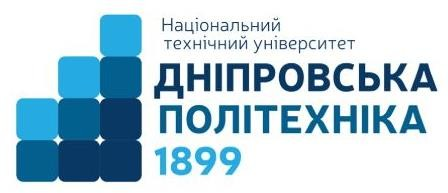 Національний
технічний університет
ДНІПРОВСЬКА
ПОЛІТЕХНІКА
1899